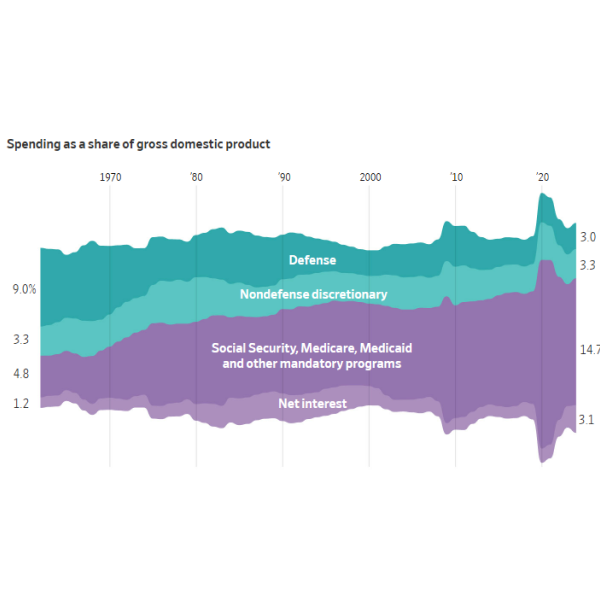 Spending as a share of gross domestic product
1970 '80 '90 2000 '10 '20
3.0
Defense
3.3
9.0%
Nondefense discretionary
3.3
Social Security, Medicare, Medicaid
14.7
and other mandatory programs
4.8
Net interest
1.2
3.1